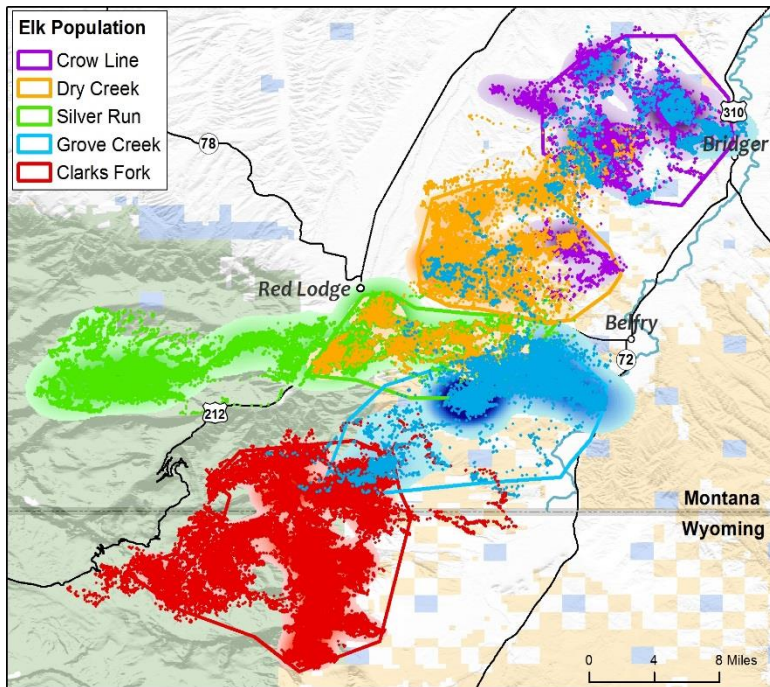 Elk Population
Crow Line
Dry Creek
Silver Run
Grove Creek
Clarks Fork
78
310
Bridger
Red Lodge
Belfry
72
212
Montana
Wyoming
0 4 8 Miles